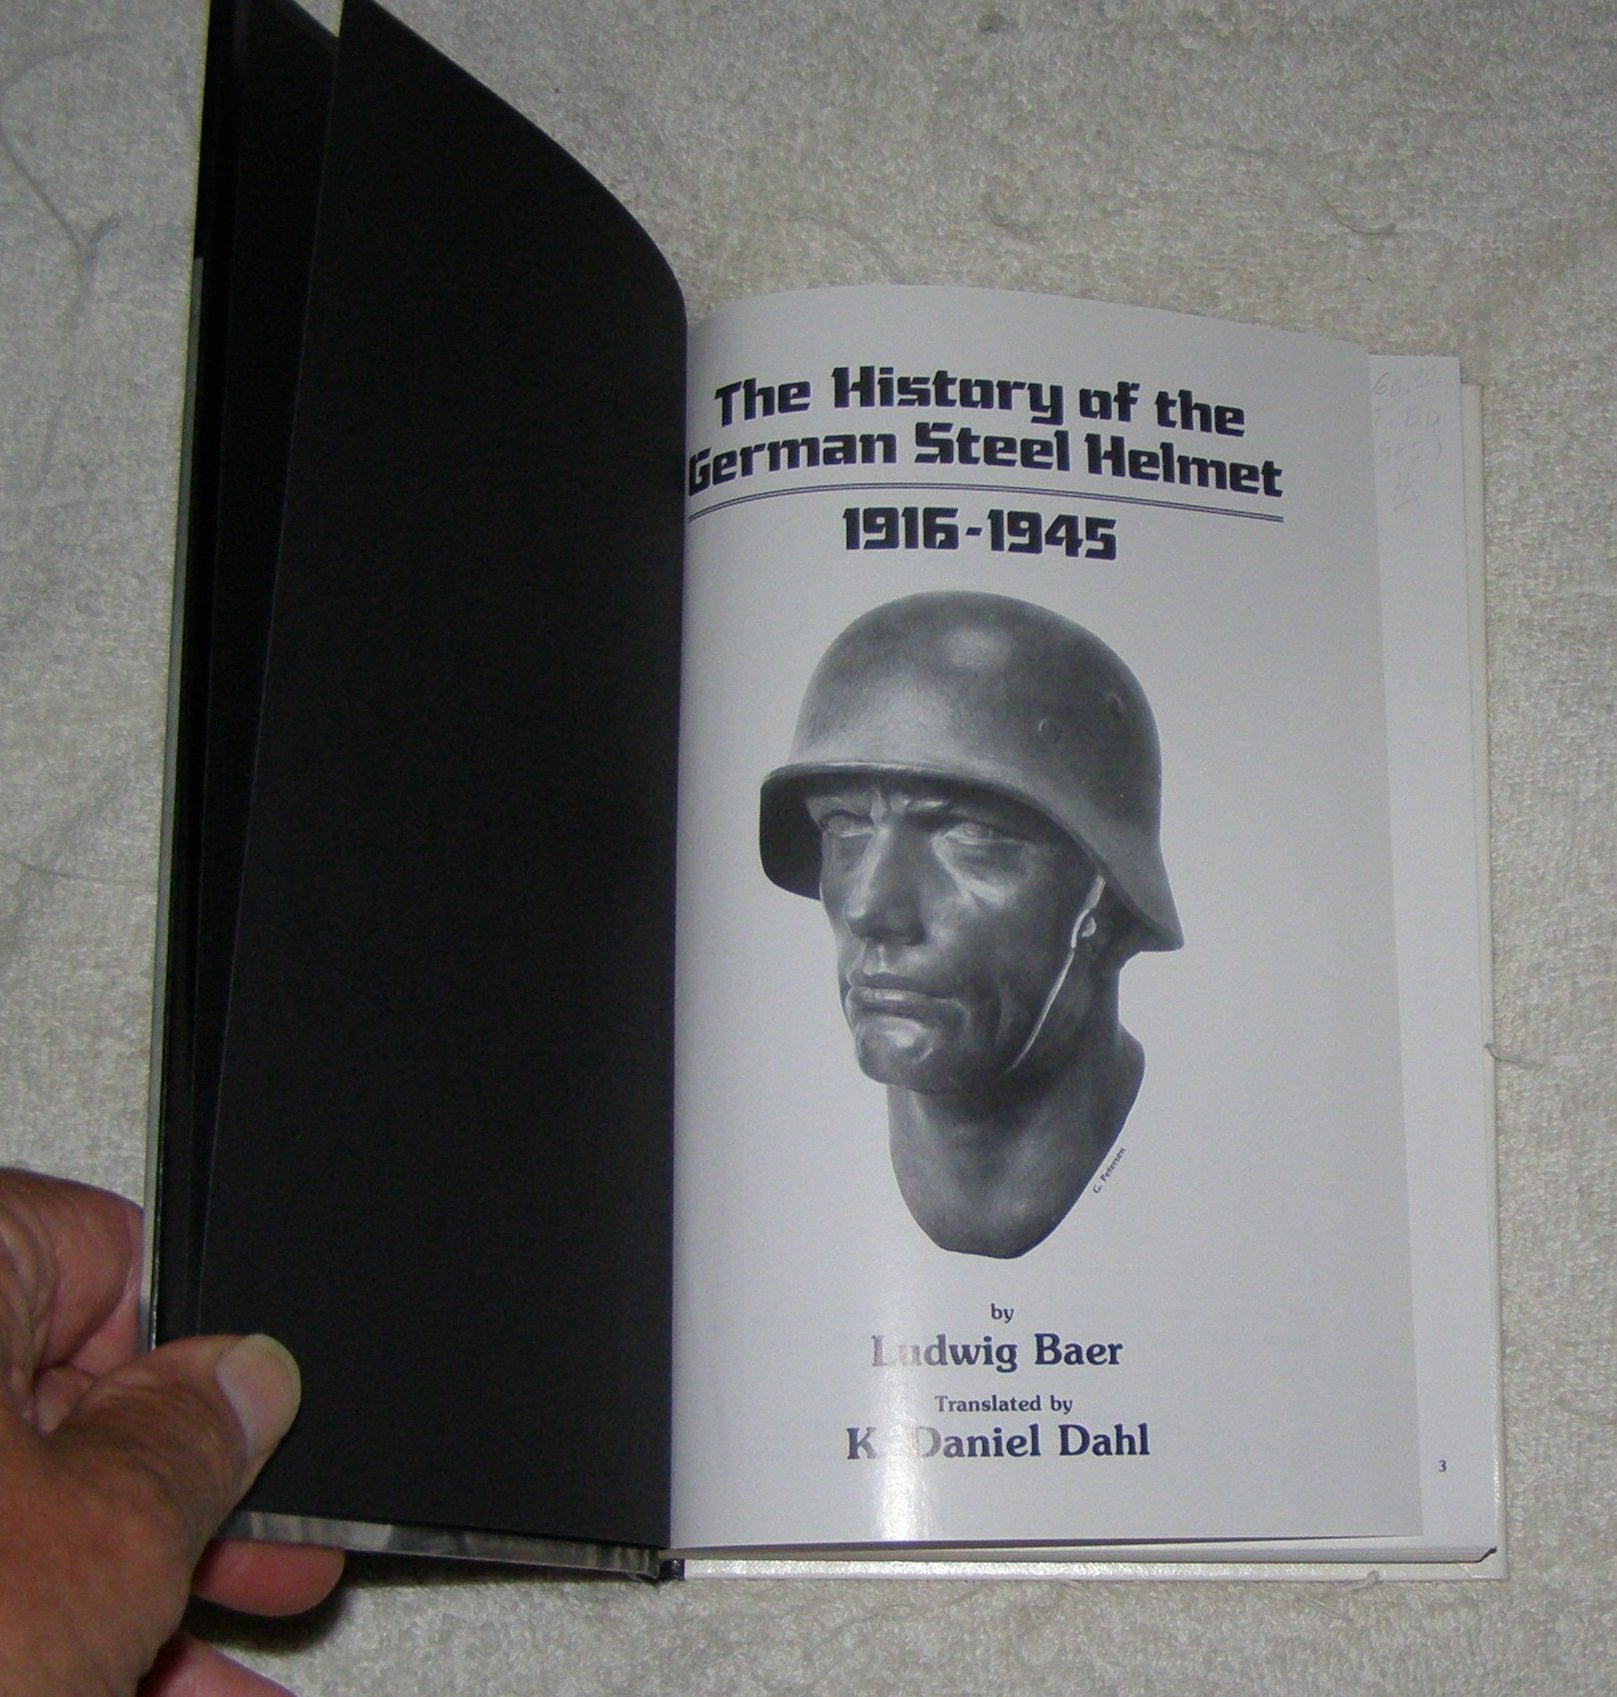 The History of the
German Steel Helmet
1916-1945
G. Petersen
by
Ludwig Baer
Translated by
K. Daniel Dahl
3